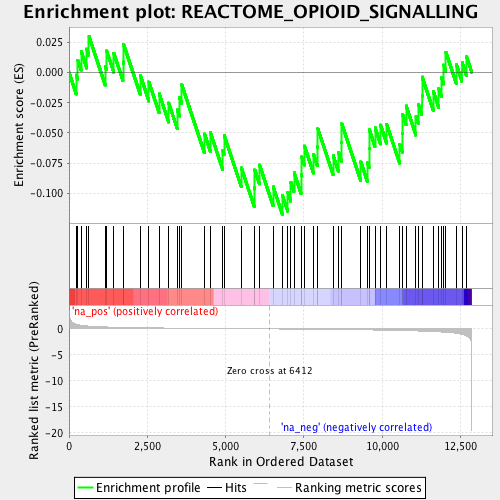 Enrichment plot: REACTOME_OPIOID_SIGNALLING
Enrichment score (ES)
0.025
0.000
-0.025
-0.050
-0.075
-0.100
'na_pos' (positively correlated)
'na_neg' (negatively correlated)
Zero cross at 6412
Ranked list metric (PreRanked)
0
-5
-10
-15
-20
0
2,500
5,000
7,500
10,000
12,500
Rank in Ordered Dataset
Enrichment profile
Hits
Ranking metric scores